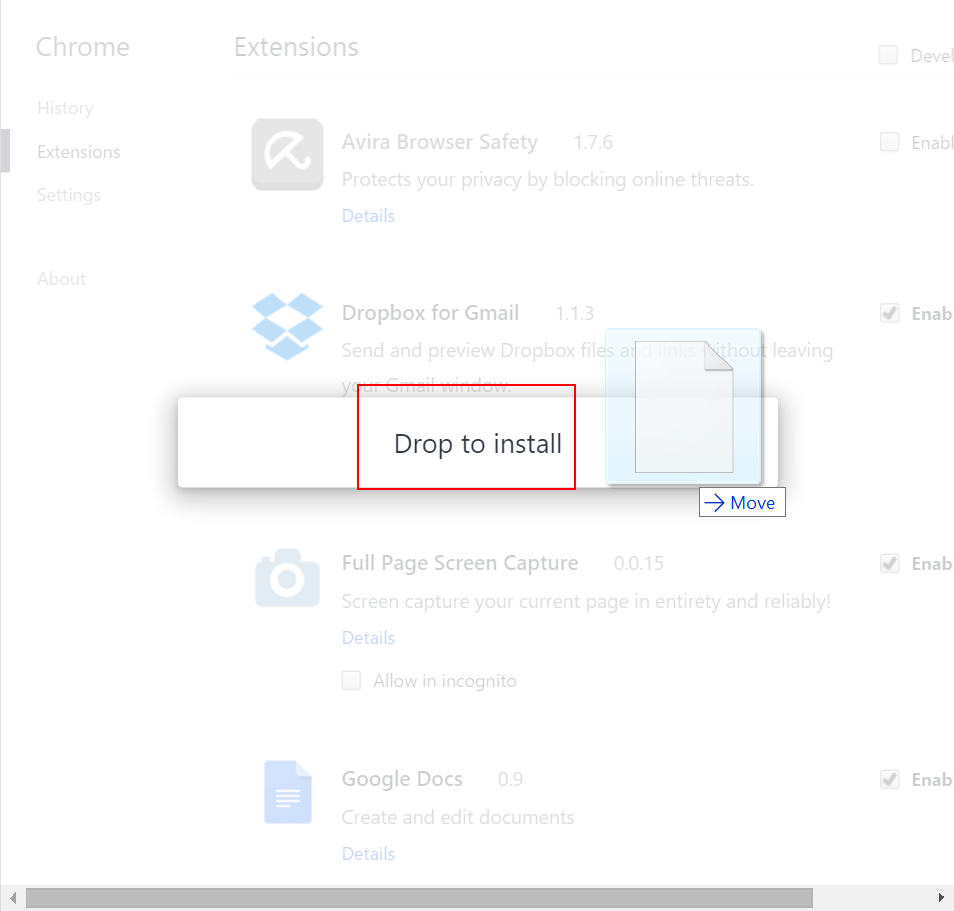 Chrome
Extensions
Devel
History
Extensions
Settings
About
Avira Browser Safety 1.7.6
Enabl
Protects your privacy by blocking online threats.
Details
Dropbox for Gmail 1.1.3
Enab
Send and preview Dropbox files and links without leaving
your Gmail window.
Drop to install
Move
Full Page Screen Capture 0.0.15
Enab
Screen capture your current page in entirety and reliably!
Details
Allow in incognito
Google Docs 0.9
Enab
Create and edit documents
Details